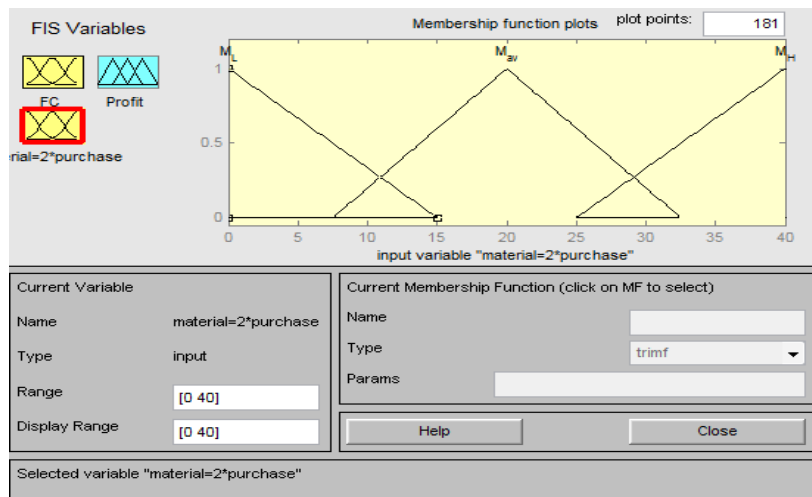 FIS Variables
Membership function plots
plot points:
181
FC
Profit
rial=2*purchase
M_L
M_av
M_H
1
0.5
0
0 5 10 15 20 25 30 35 40
input variable "material=2*purchase"
Current Variable
Name material=2*purchase
Type input
Range [0 40]
Display Range [0 40]
Current Membership Function (click on MF to select)
Name
Type trimf
Params
Help Close
Selected variable "material=2*purchase"